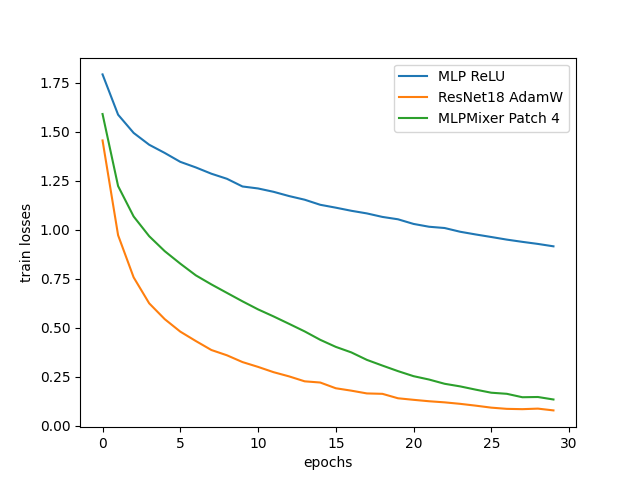 MLP ReLU
ResNet18 AdamW
MLPMixer Patch 4
train losses
1.75
1.50
1.25
1.00
0.75
0.50
0.25
0.00
0 5 10 15 20 25 30
epochs